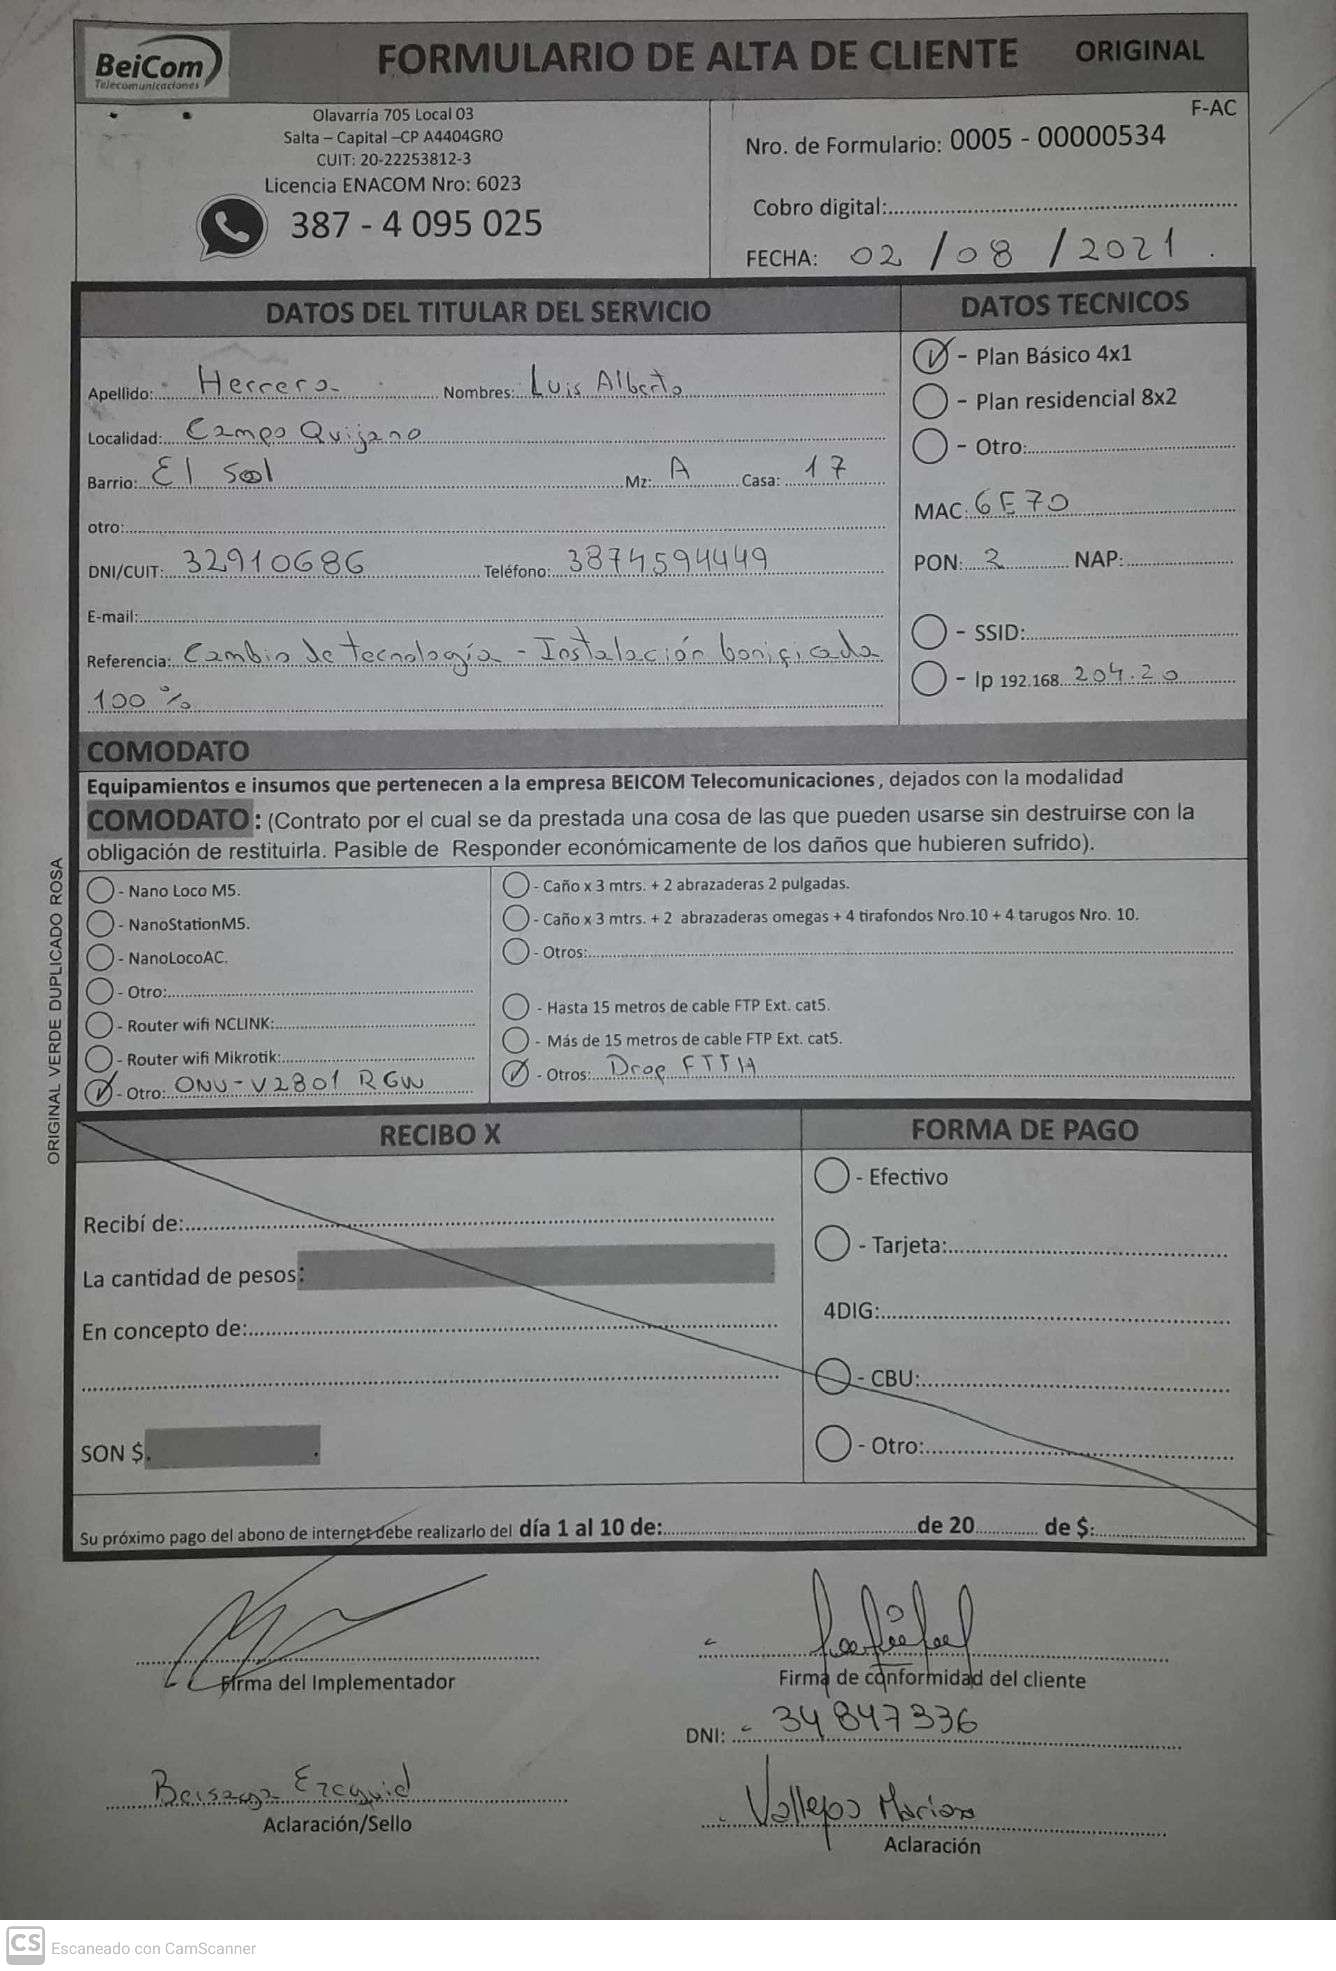 BeiCom
Telecomunicaciones
FORMULARIO DE ALTA DE CLIENTE ORIGINAL
Olavarría 705 Local 03
Salta – Capital –CP A4404GRO
CUIT: 20-22253812-3
Licencia ENACOM Nro: 6023
387 - 4 095 025
F-AC
Nro. de Formulario: 0005 - 00000534
Cobro digital:
FECHA: 02 / 08 / 2021
DATOS DEL TITULAR DEL SERVICIO
Apellido: Herrera Nombres: Luis Alberto
Localidad: Campo Quijano
Barrio: El Sol Mz: A Casa: 17
otro:
DNI/CUIT: 32910686 Teléfono: 3874594449
E-mail:
Referencia: Cambio de tecnología - Instalación bonificada
100 %
DATOS TECNICOS
- Plan Básico 4x1
- Plan residencial 8x2
- Otro:
MAC: 6E70
PON: 2 NAP:
- SSID:
- Ip 192.168. 204.20
COMODATO
Equipamientos e insumos que pertenecen a la empresa BEICOM Telecomunicaciones, dejados con la modalidad
COMODATO: (Contrato por el cual se da prestada una cosa de las que pueden usarse sin destruirse con la
obligación de restituirla. Pasible de Responder económicamente de los daños que hubieren sufrido).
- Nano Loco M5.
- NanoStationM5.
- NanoLocoAC.
- Otro:
- Router wifi NCLINK:
- Router wifi Mikrotik:
- Otro: ONU-V2801 RGW
- Caño x 3 mtrs. + 2 abrazaderas 2 pulgadas.
- Caño x 3 mtrs. + 2 abrazaderas omegas + 4 tirafondos Nro.10 + 4 tarugos Nro. 10.
- Otros:
- Hasta 15 metros de cable FTP Ext. cat5.
- Más de 15 metros de cable FTP Ext. cat5.
- Otros: Drop FTTH
ORIGINAL VERDE DUPLICADO ROSA
RECIBO X
Recibí de:
La cantidad de pesos:
En concepto de:
SON $
FORMA DE PAGO
- Efectivo
- Tarjeta:
4DIG:
- CBU:
- Otro:
Su próximo pago del abono de internet debe realizarlo del día 1 al 10 de: de 20 de $:
Firma del Implementador
Firma de conformidad del cliente
DNI: 34847336
Ezequiel
Aclaración/Sello
Vallejos Mariana
Aclaración
CS Escaneado con CamScanner